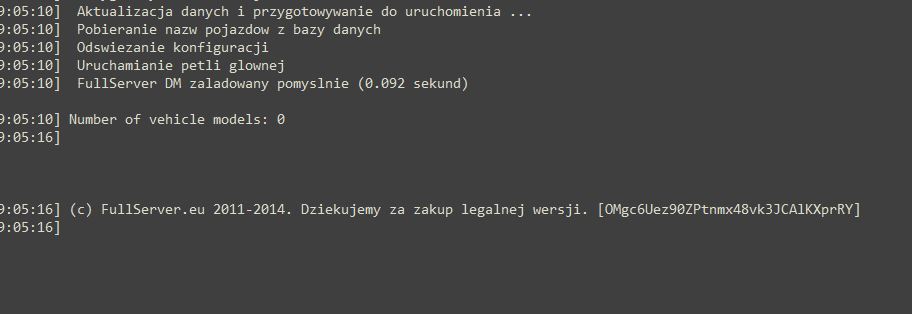 9:05:10] Aktualizacja danych i przygotowywanie do uruchomienia ...
9:05:10] Pobieranie nazw pojazdow z bazy danych
9:05:10] Odswiezanie konfiguracji
9:05:10] Uruchamianie petli glownej
9:05:10] FullServer DM zaladowany pomyslnie (0.092 sekund)
9:05:10] Number of vehicle models: 0
9:05:16]
9:05:16] (c) FullServer.eu 2011-2014. Dziekujemy za zakup legalnej wersji. [OMgc6Uez90ZPtnmx48vk3JCAlKXprRY]
9:05:16]